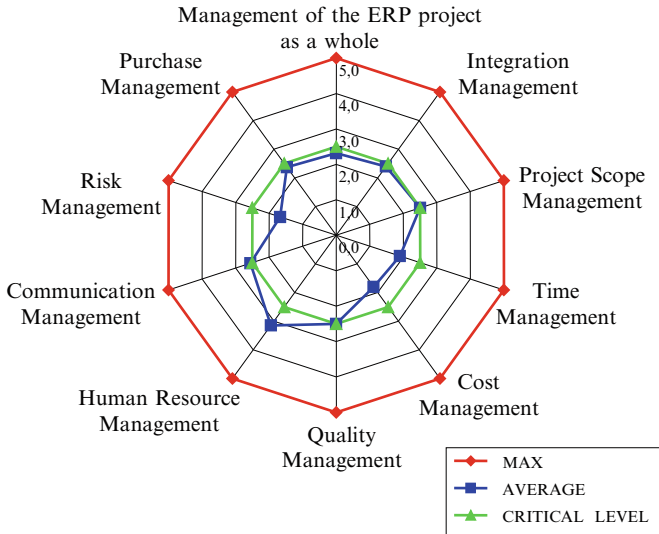 Management of the ERP project
as a whole
Purchase
Management
Integration
Management
5,0
4,0
3,0
2,0
1,0
0,0
Risk
Management
Project Scope
Management
Communication
Management
Time
Management
Human Resource
Management
Cost
Management
Quality
Management
MAX
AVERAGE
CRITICAL LEVEL